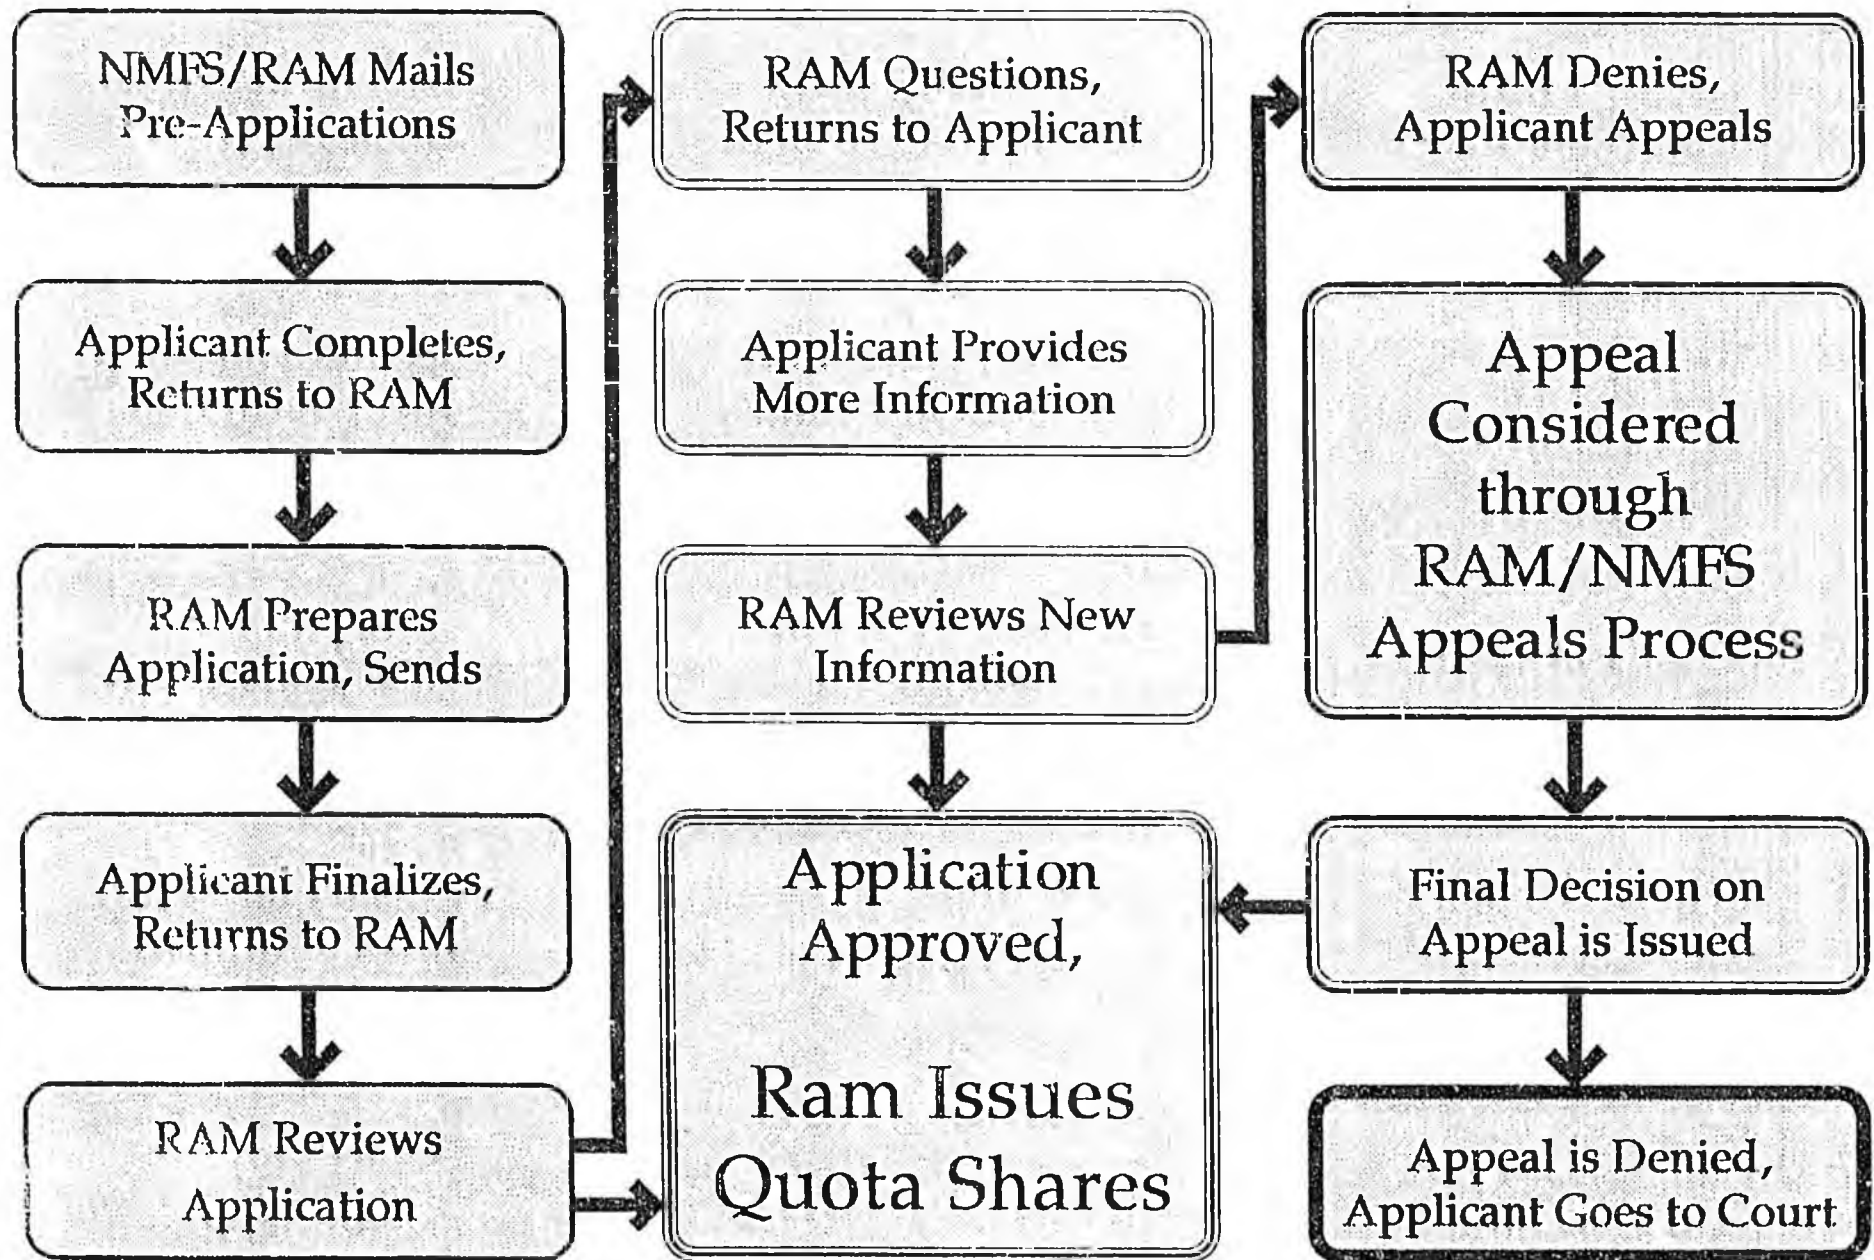 NMFS/RAM Mails
Pre-Applications
Applicant Completes,
Returns to RAM
RAM Prepares
Application, Sends
Applicant Finalizes,
Returns to RAM
RAM Reviews
Application
RAM Questions,
Returns to Applicant
Applicant Provides
More Information
RAM Reviews New
Information
Application
Approved,
Ram Issues
Quota Shares
RAM Denies,
Applicant Appeals
Appeal
Considered
through
RAM/NMFS
Appeals Process
Final Decision on
Appeal is Issued
Appeal is Denied,
Applicant Goes to Court